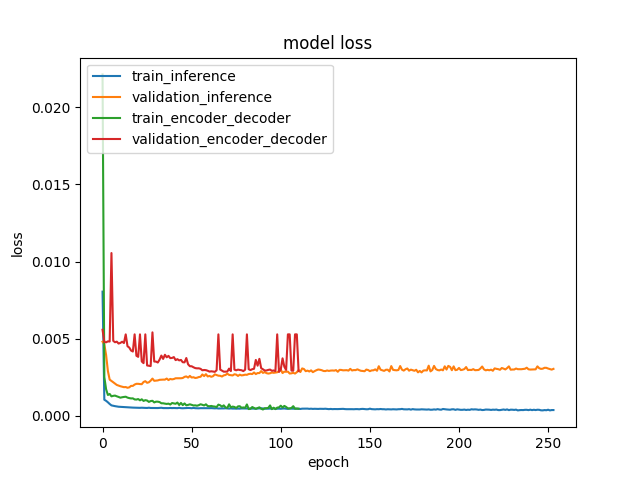 model loss
train_inference
validation_inference
train_encoder_decoder
validation_encoder_decoder
loss
0.020
0.015
0.010
0.005
0.000
0 50 100 150 200 250
epoch